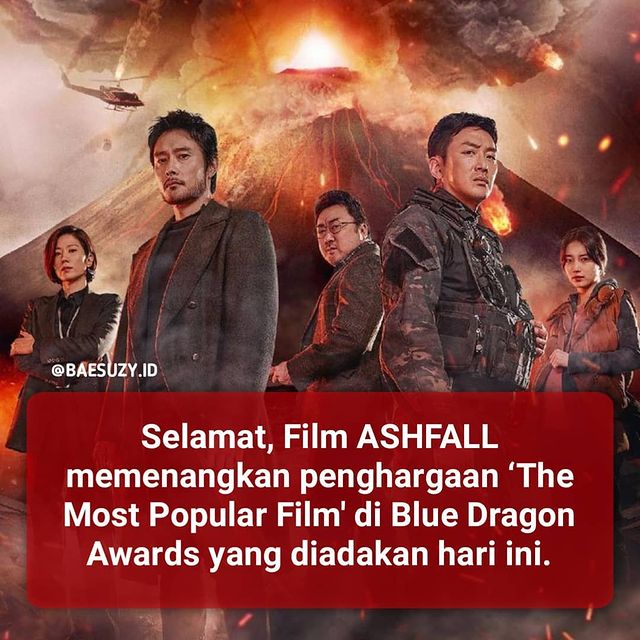 @BAESUZY.ID
Selamat, Film ASHFALL
memenangkan penghargaan ‘The
Most Popular Film' di Blue Dragon
Awards yang diadakan hari ini.